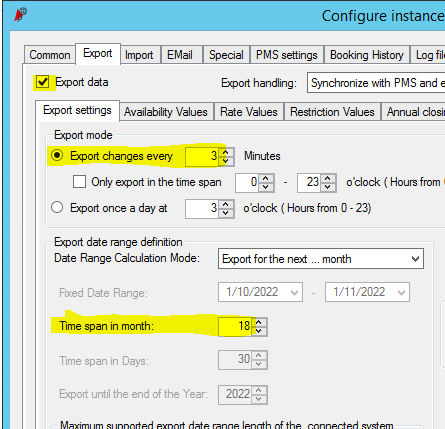 Configure instance
Common Export Import EMail Special PMS settings Booking History Log file
Export data Export handling: Synchronize with PMS and e
Export settings Availability Values Rate Values Restriction Values Annual closin
Export mode
Export changes every 3 Minutes
Only export in the time span 0 - 23 o'clock ( Hours from 0 - 23)
Export once a day at 3 o'clock ( Hours from 0 - 23)
Export date range definition
Date Range Calculation Mode: Export for the next ... month
Fixed Date Range: 1/10/2022 - 1/11/2022
Time span in month: 18
Time span in Days: 30
Export until the end of the Year: 2022
Maximum supported export date range length of the connected system